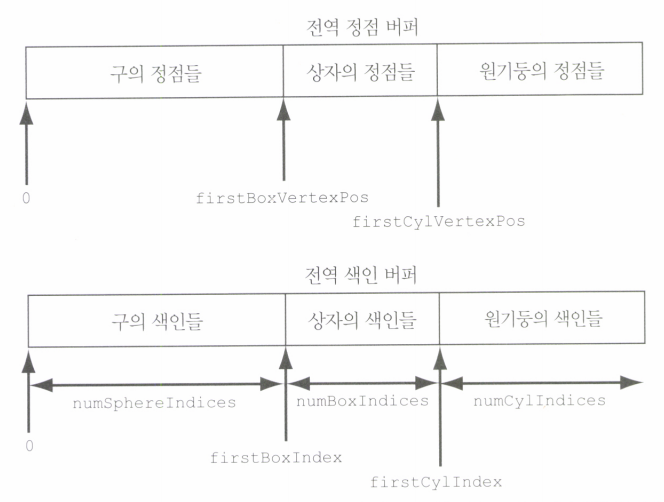 전역 정점 버퍼
구의 정점들 상자의 정점들 원기둥의 정점들
0
firstBoxVertexPos
firstCylVertexPos
전역 색인 버퍼
구의 색인들 상자의 색인들 원기둥의 색인들
numSphereIndices numBoxIndices numCylIndices
0
firstBoxIndex
firstCylIndex